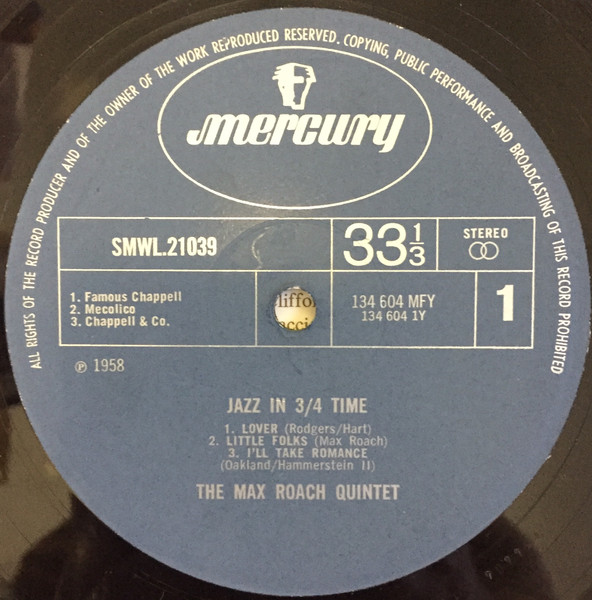 ALL RIGHTS OF THE RECORD PRODUCER AND OF THE OWNER OF THE WORK REPRODUCED RESERVED. COPYING, PUBLIC PERFORMANCE AND BROADCASTING OF THIS RECORD PROHIBITED
mercury
SMWL.21039
33 1/3
STEREO
1. Famous Chappell
2. Mecolico
3. Chappell & Co.
134 604 MFY
134 604 1Y
1
℗ 1958
JAZZ IN 3/4 TIME
1. LOVER (Rodgers/Hart)
2. LITTLE FOLKS (Max Roach)
3. I'LL TAKE ROMANCE
(Oakland/Hammerstein II)
THE MAX ROACH QUINTET